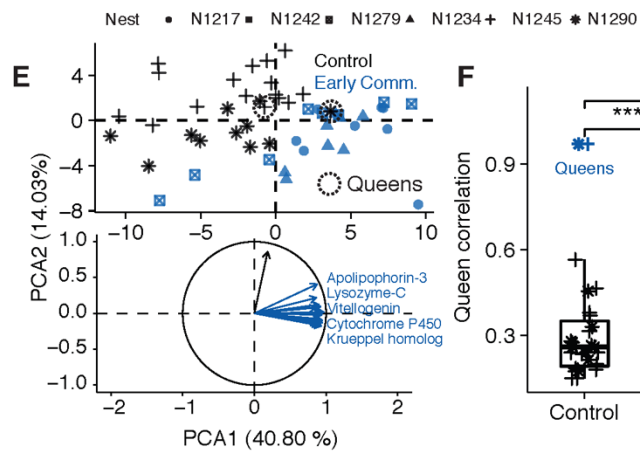 Nest N1217 N1242 N1279 N1234 N1245 N1290
E
Control
Early Comm.
Queens
4
0
−4
−8
−10 −5 0 5 10
PCA2 (14.03%)
1.0
0.5
0.0
−0.5
−1.0
Apolipophorin-3
Lysozyme-C
Vitellogenin
Cytochrome P450
Krueppel homolog
−2 −1 0 1 2
PCA1 (40.80 %)
F
***
0.9
Queens
0.3
Queen correlation
Control